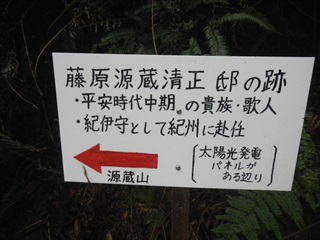 藤原源蔵清正 邸の跡
・平安時代中期 の貴族・歌人
・紀伊守として紀州に赴任
源蔵山
太陽光発電
パネルが
ある辺り